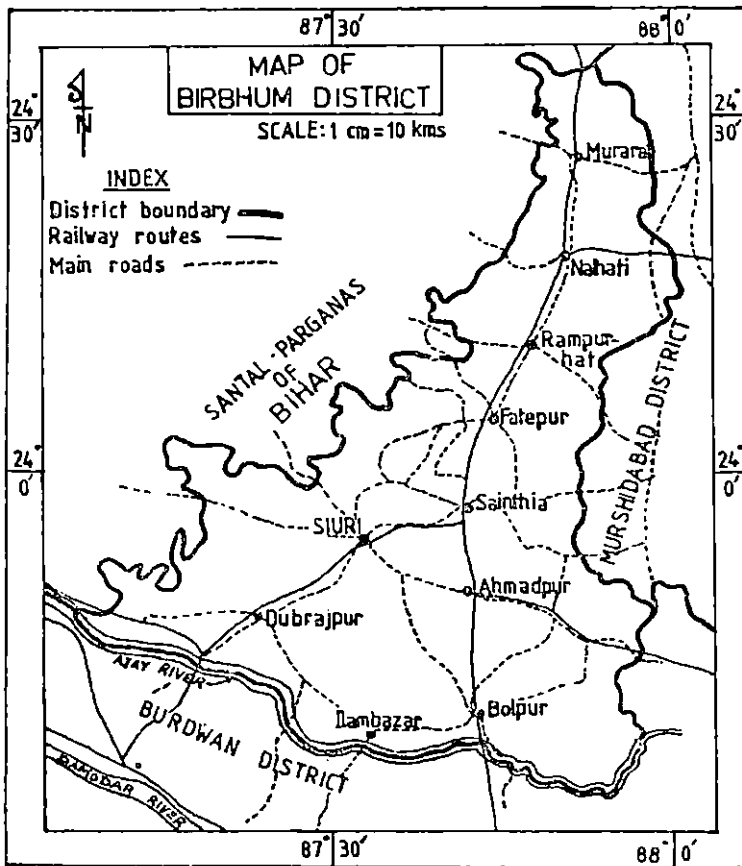 87°30′
88°0′
MAP OF
BIRBHUM DISTRICT
SCALE: 1 cm = 10 kms
24°
30′
24°
30′
N
INDEX
District boundary
Railway routes
Main roads
Murarai
Nahati
Rampur-
hat
SANTAL-PARGANAS
OF
BIHAR
Fatepur
MURSHIDABAD DISTRICT
24°
0′
24°
0′
Sainthia
SIURI
Ahmadpur
Dubrajpur
AJAY RIVER
Ilambazar
Bolpur
BURDWAN DISTRICT
DAMODAR RIVER
87°30′
88°0′